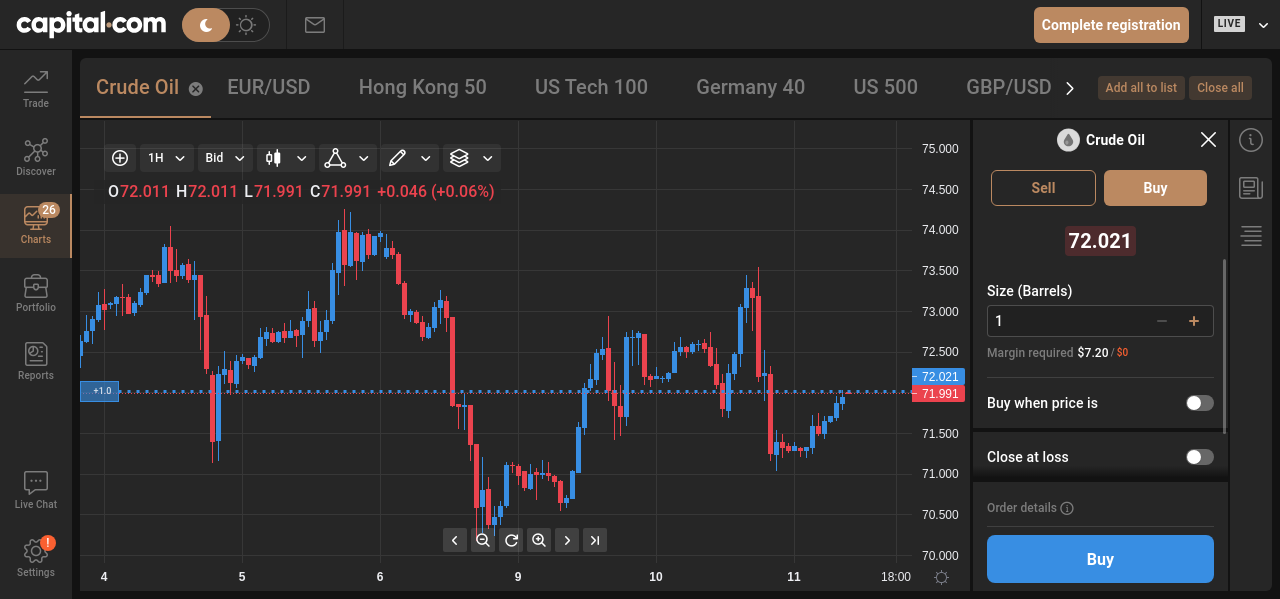 capital.com
Complete registration
LIVE
Trade
Discover
26
Charts
Portfolio
Reports
Live Chat
!
Settings
Crude Oil EUR/USD Hong Kong 50 US Tech 100 Germany 40 US 500 GBP/USD
Add all to list Close all
1H Bid
O72.011 H72.011 L71.991 C71.991 +0.046 (+0.06%)
+1.0
75.000
74.500
74.000
73.500
73.000
72.500
72.021
71.991
71.500
71.000
70.500
70.000
4 5 6 9 10 11 18:00
Crude Oil
Sell Buy
72.021
Size (Barrels)
1
Margin required $7.20 / $0
Buy when price is
Close at loss
Order details
Buy